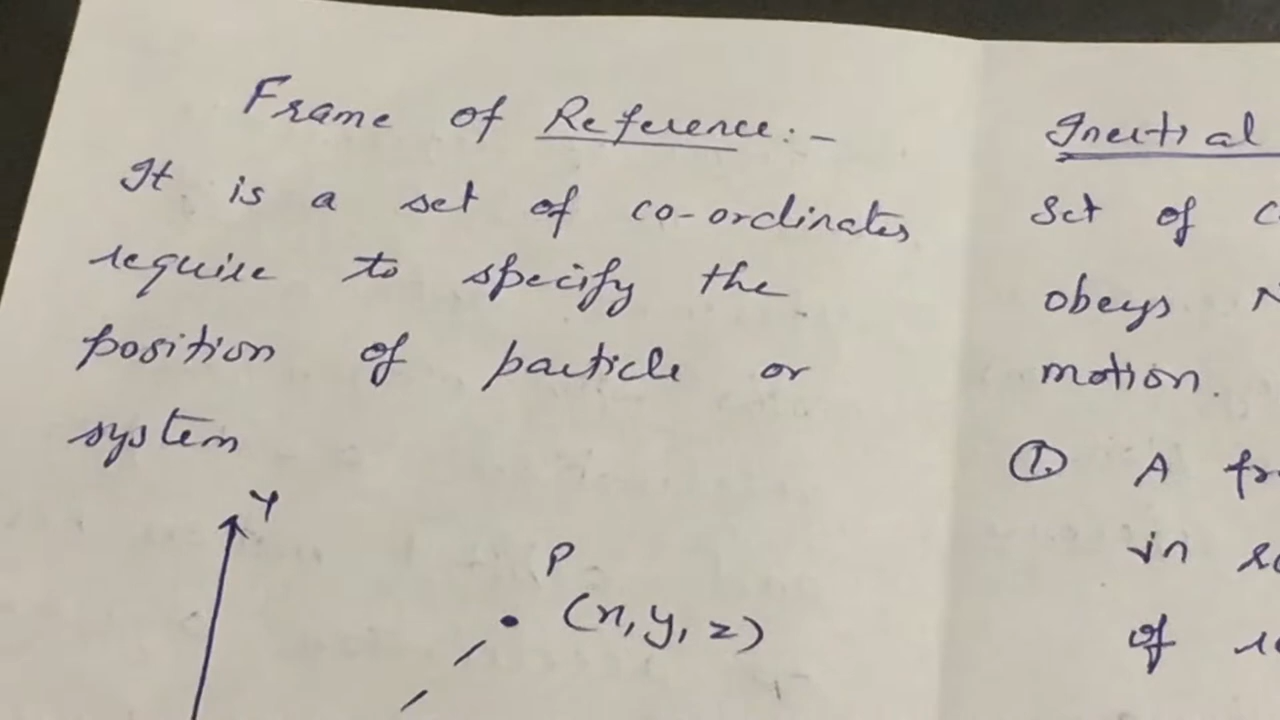 Frame of Reference:-
It is a set of co-ordinates
require to specify the
position of particle or
system
Y
P
(x, y, z)
Inertial
Set of
obeys
motion.
1. A
in
of